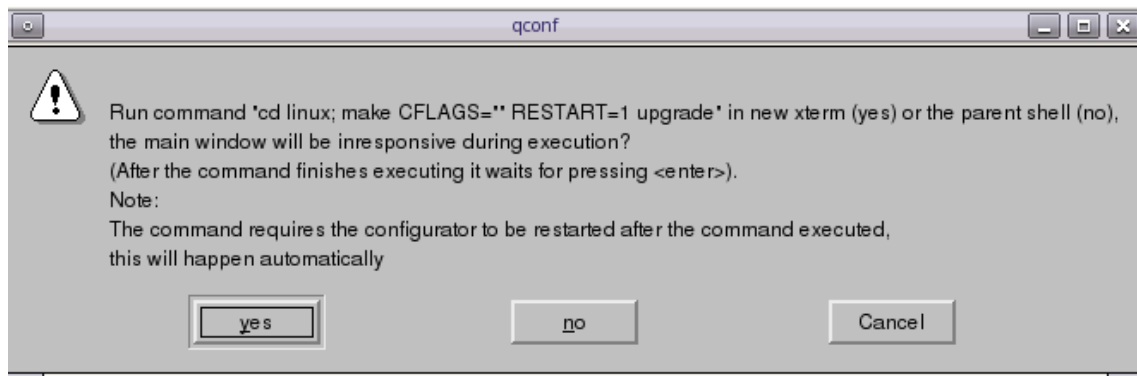 qconf
Run command "cd linux; make CFLAGS="" RESTART=1 upgrade" in new xterm (yes) or the parent shell (no),
the main window will be inresponsive during execution?
(After the command finishes executing it waits for pressing <enter>).
Note:
The command requires the configurator to be restarted after the command executed,
this will happen automatically
yes no Cancel